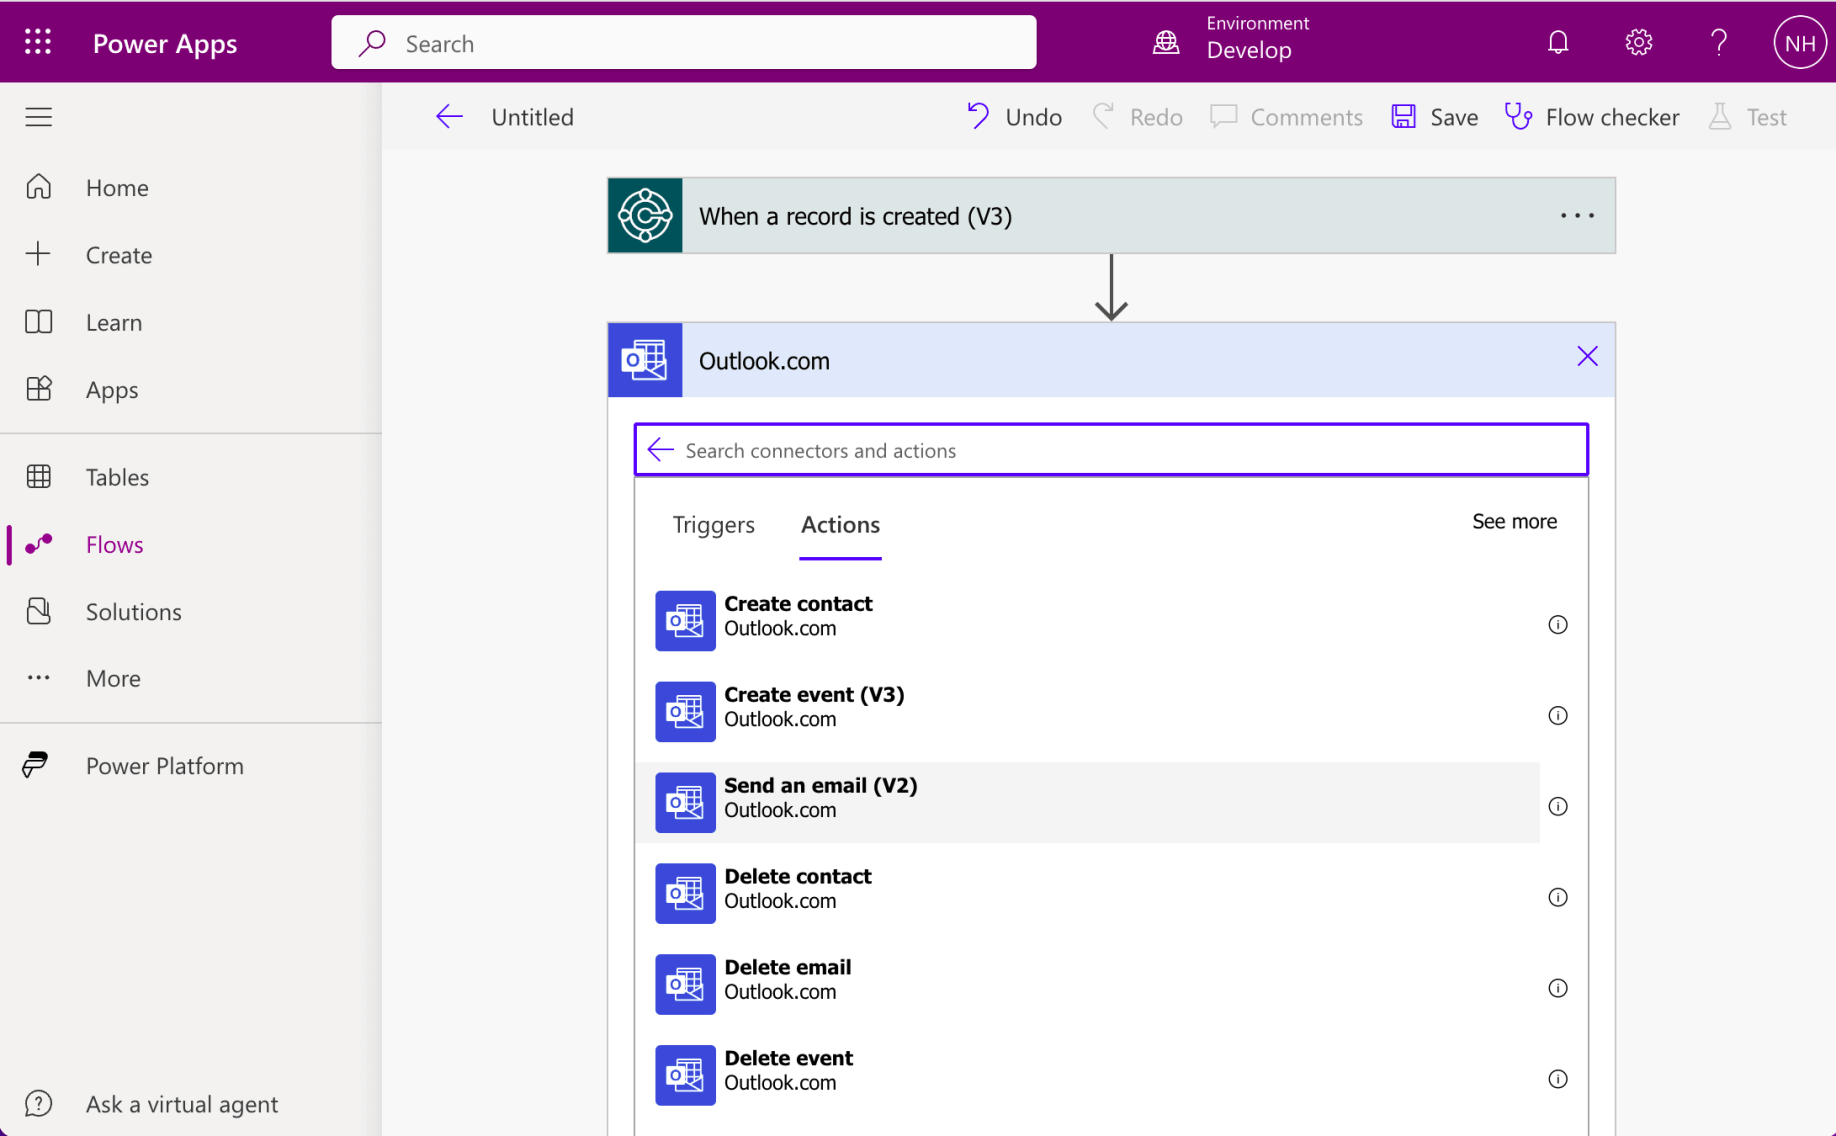 Power Apps
Search
Environment
Develop
NH
Untitled
Undo
Redo
Comments
Save
Flow checker
Test
Home
Create
Learn
Apps
Tables
Flows
Solutions
More
Power Platform
Ask a virtual agent
When a record is created (V3)
Outlook.com
Search connectors and actions
Triggers
Actions
See more
Create contact
Outlook.com
Create event (V3)
Outlook.com
Send an email (V2)
Outlook.com
Delete contact
Outlook.com
Delete email
Outlook.com
Delete event
Outlook.com